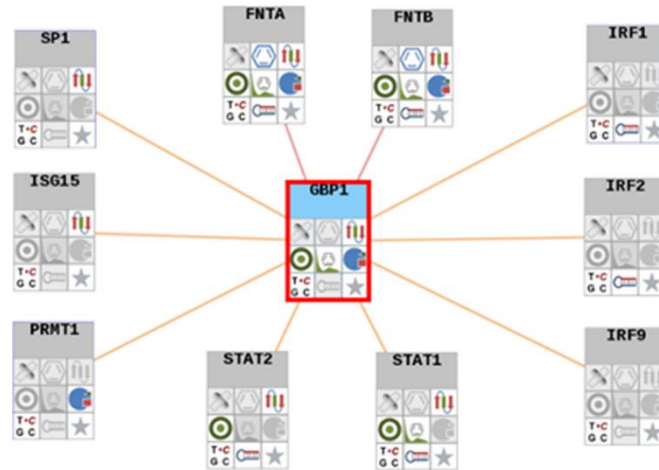 FNTA
FNTB
SP1
IRF1
T•C
G C
T•C
G C
T•C
G C
T•C
G C
ISG15
GBP1
IRF2
T•C
G C
T•C
G C
T•C
G C
PRMT1
IRF9
STAT2
STAT1
T•C
G C
T•C
G C
T•C
G C
T•C
G C